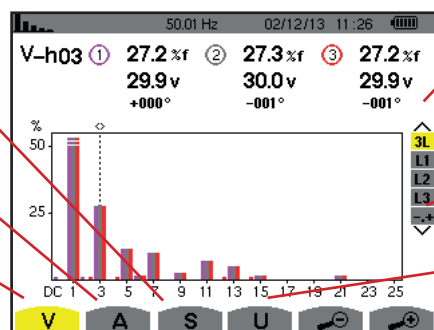 50.01 Hz 02/12/13 11:26
V-h03 1 27.2 %f 2 27.3 %f 3 27.2 %f
29.9 v 30.0 v 29.9 v
+000° -001° -001°
%
50
25
DC 1 3 5 7 9 11 13 15 17 19 21 23 25
3L
L1
L2
L3
-.+
V A S U